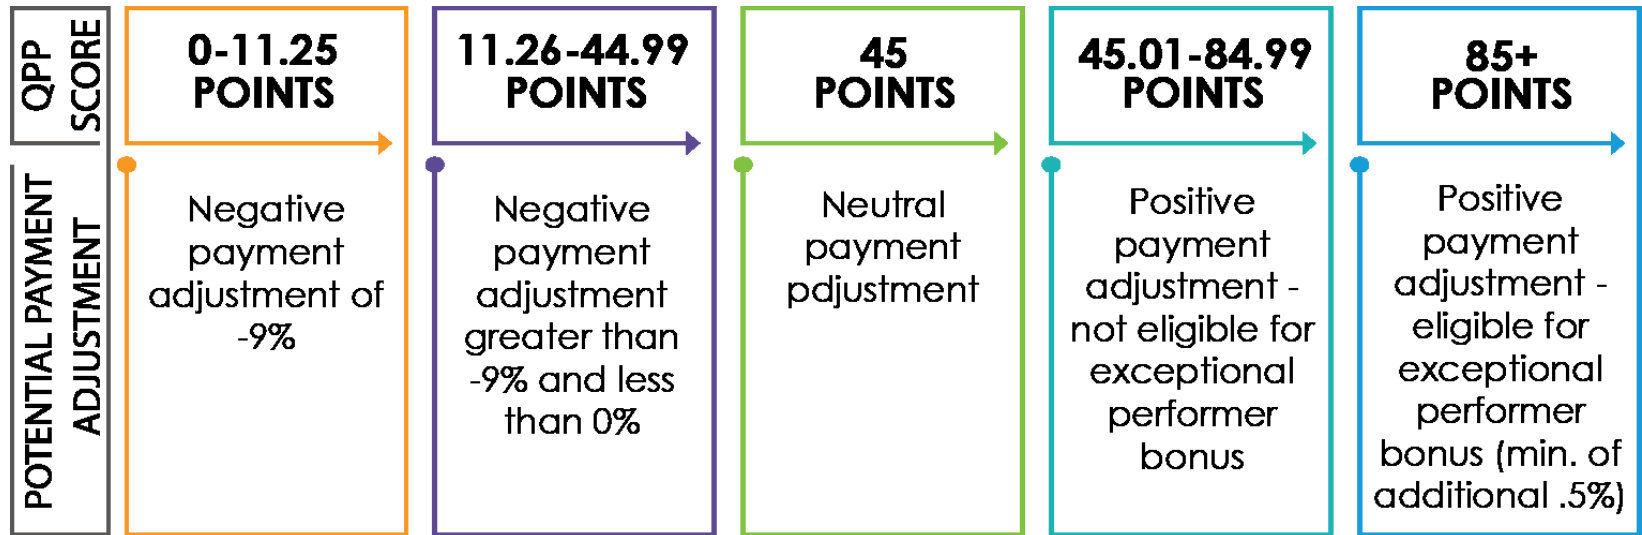 QPP
SCORE
0-11.25
POINTS
11.26-44.99
POINTS
45
POINTS
45.01-84.99
POINTS
85+
POINTS
POTENTIAL PAYMENT
ADJUSTMENT
Negative
payment
adjustment of
-9%
Negative
payment
adjustment
greater than
-9% and less
than 0%
Neutral
payment
pdjustment
Positive
payment
adjustment -
not eligible for
exceptional
performer
bonus
Positive
payment
adjustment -
eligible for
exceptional
performer
bonus (min. of
additional .5%)